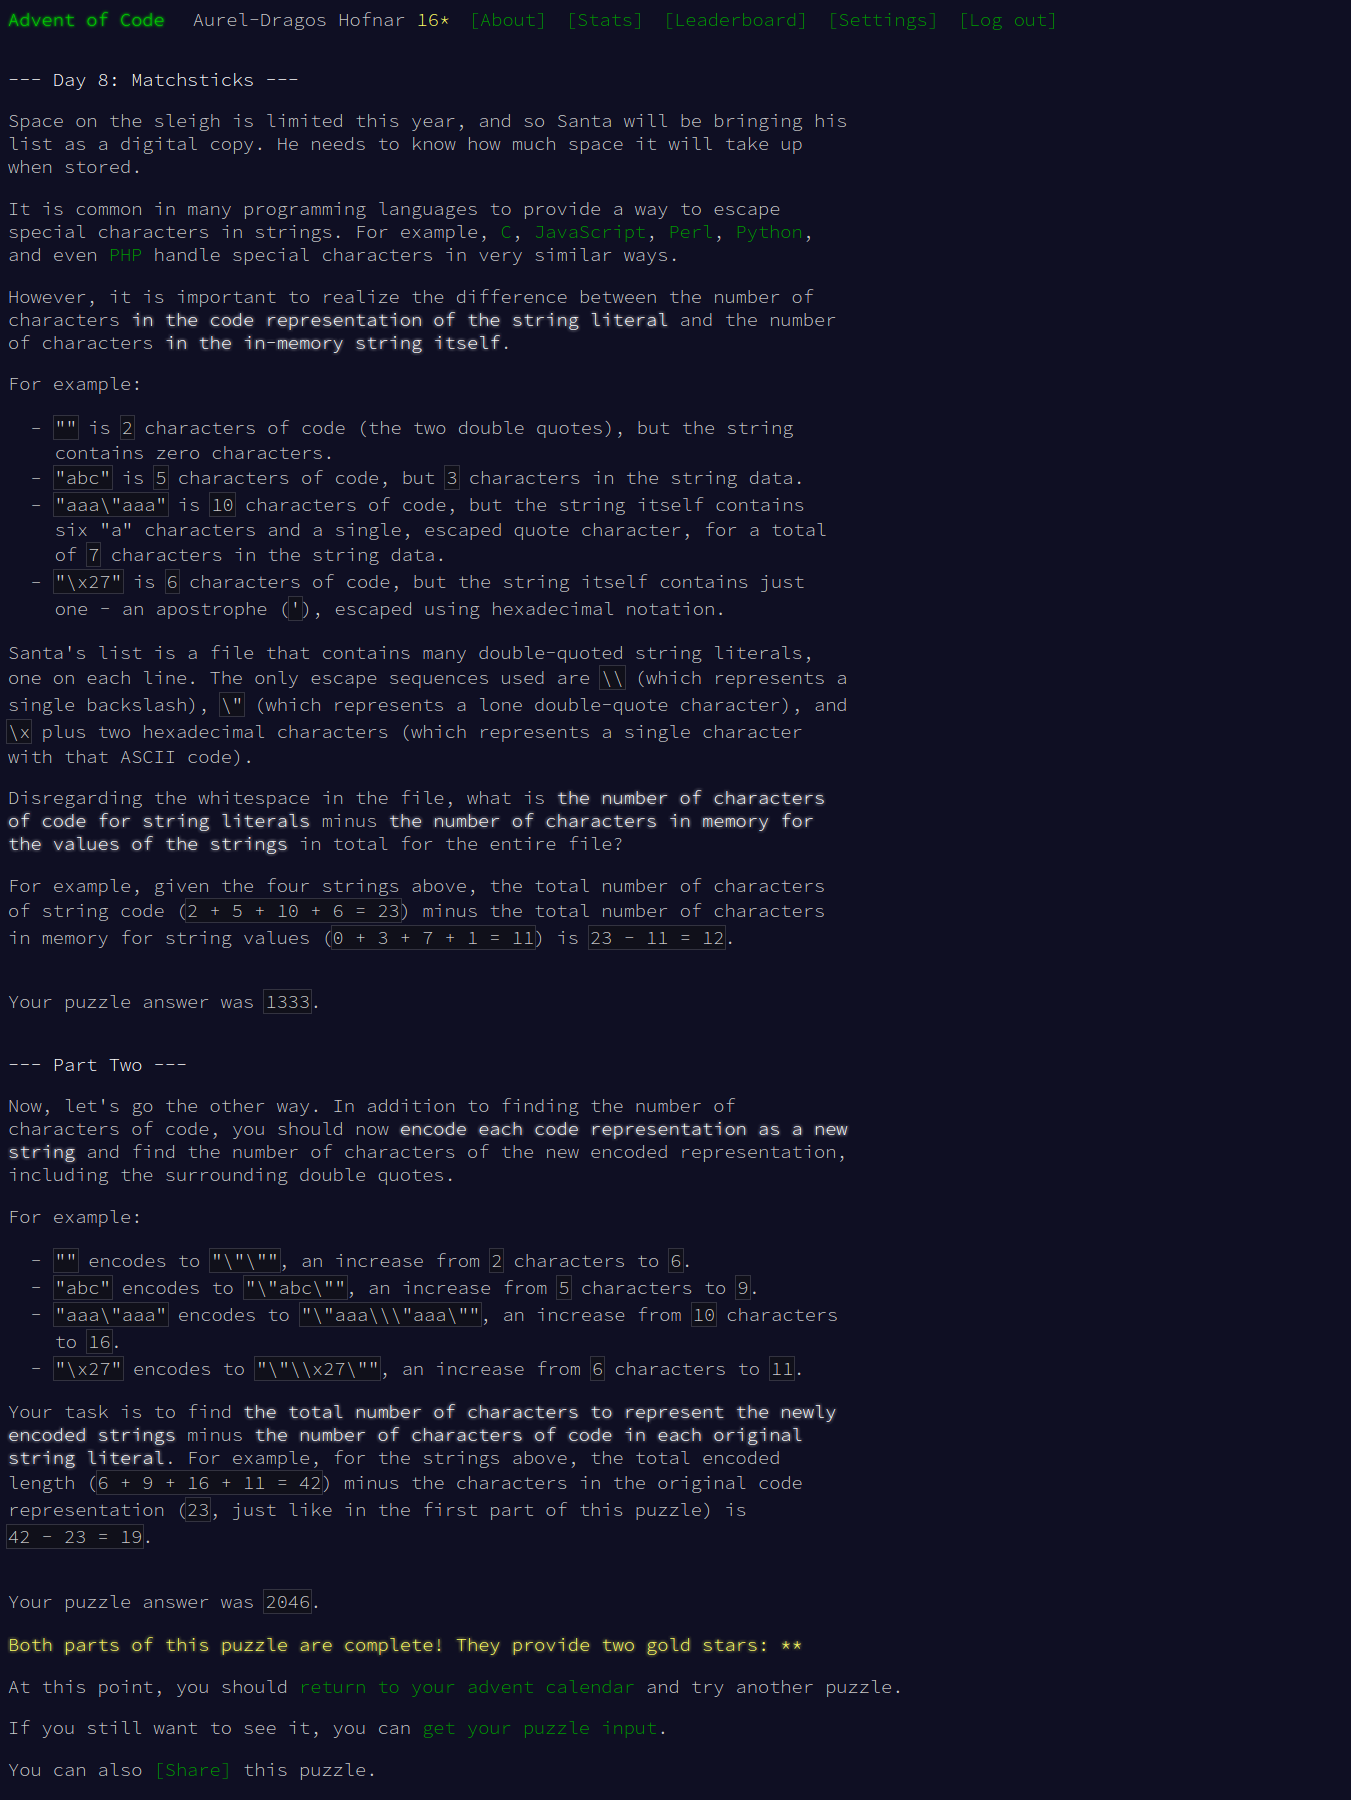 Advent of Code Aurel-Dragos Hofnar 16* [About] [Stats] [Leaderboard] [Settings] [Log out]
--- Day 8: Matchsticks ---
Space on the sleigh is limited this year, and so Santa will be bringing his
list as a digital copy. He needs to know how much space it will take up
when stored.
It is common in many programming languages to provide a way to escape
special characters in strings. For example, C, JavaScript, Perl, Python,
and even PHP handle special characters in very similar ways.
However, it is important to realize the difference between the number of
characters in the code representation of the string literal and the number
of characters in the in-memory string itself.
For example:
- "" is 2 characters of code (the two double quotes), but the string
contains zero characters.
- "abc" is 5 characters of code, but 3 characters in the string data.
- "aaa\"aaa" is 10 characters of code, but the string itself contains
six "a" characters and a single, escaped quote character, for a total
of 7 characters in the string data.
- "\x27" is 6 characters of code, but the string itself contains just
one - an apostrophe ('), escaped using hexadecimal notation.
Santa's list is a file that contains many double-quoted string literals,
one on each line. The only escape sequences used are \\ (which represents a
single backslash), \" (which represents a lone double-quote character), and
\x plus two hexadecimal characters (which represents a single character
with that ASCII code).
Disregarding the whitespace in the file, what is the number of characters
of code for string literals minus the number of characters in memory for
the values of the strings in total for the entire file?
For example, given the four strings above, the total number of characters
of string code (2 + 5 + 10 + 6 = 23) minus the total number of characters
in memory for string values (0 + 3 + 7 + 1 = 11) is 23 - 11 = 12.
Your puzzle answer was 1333.
--- Part Two ---
Now, let's go the other way. In addition to finding the number of
characters of code, you should now encode each code representation as a new
string and find the number of characters of the new encoded representation,
including the surrounding double quotes.
For example:
- "" encodes to "\"\"", an increase from 2 characters to 6.
- "abc" encodes to "\"abc\"", an increase from 5 characters to 9.
- "aaa\"aaa" encodes to "\"aaa\\\"aaa\"", an increase from 10 characters
to 16.
- "\x27" encodes to "\"\\x27\"", an increase from 6 characters to 11.
Your task is to find the total number of characters to represent the newly
encoded strings minus the number of characters of code in each original
string literal. For example, for the strings above, the total encoded
length (6 + 9 + 16 + 11 = 42) minus the characters in the original code
representation (23, just like in the first part of this puzzle) is
42 - 23 = 19.
Your puzzle answer was 2046.
Both parts of this puzzle are complete! They provide two gold stars: **
At this point, you should return to your advent calendar and try another puzzle.
If you still want to see it, you can get your puzzle input.
You can also [Share] this puzzle.